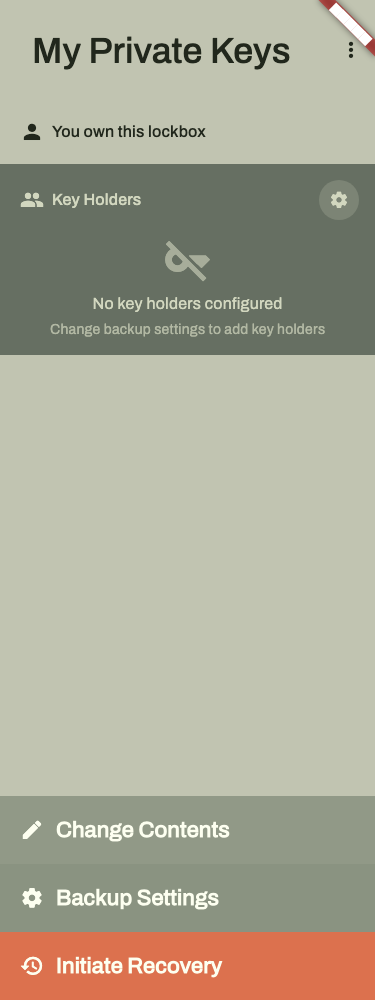 My Private Keys
You own this lockbox
Key Holders
No key holders configured
Change backup settings to add key holders
Change Contents
Backup Settings
Initiate Recovery